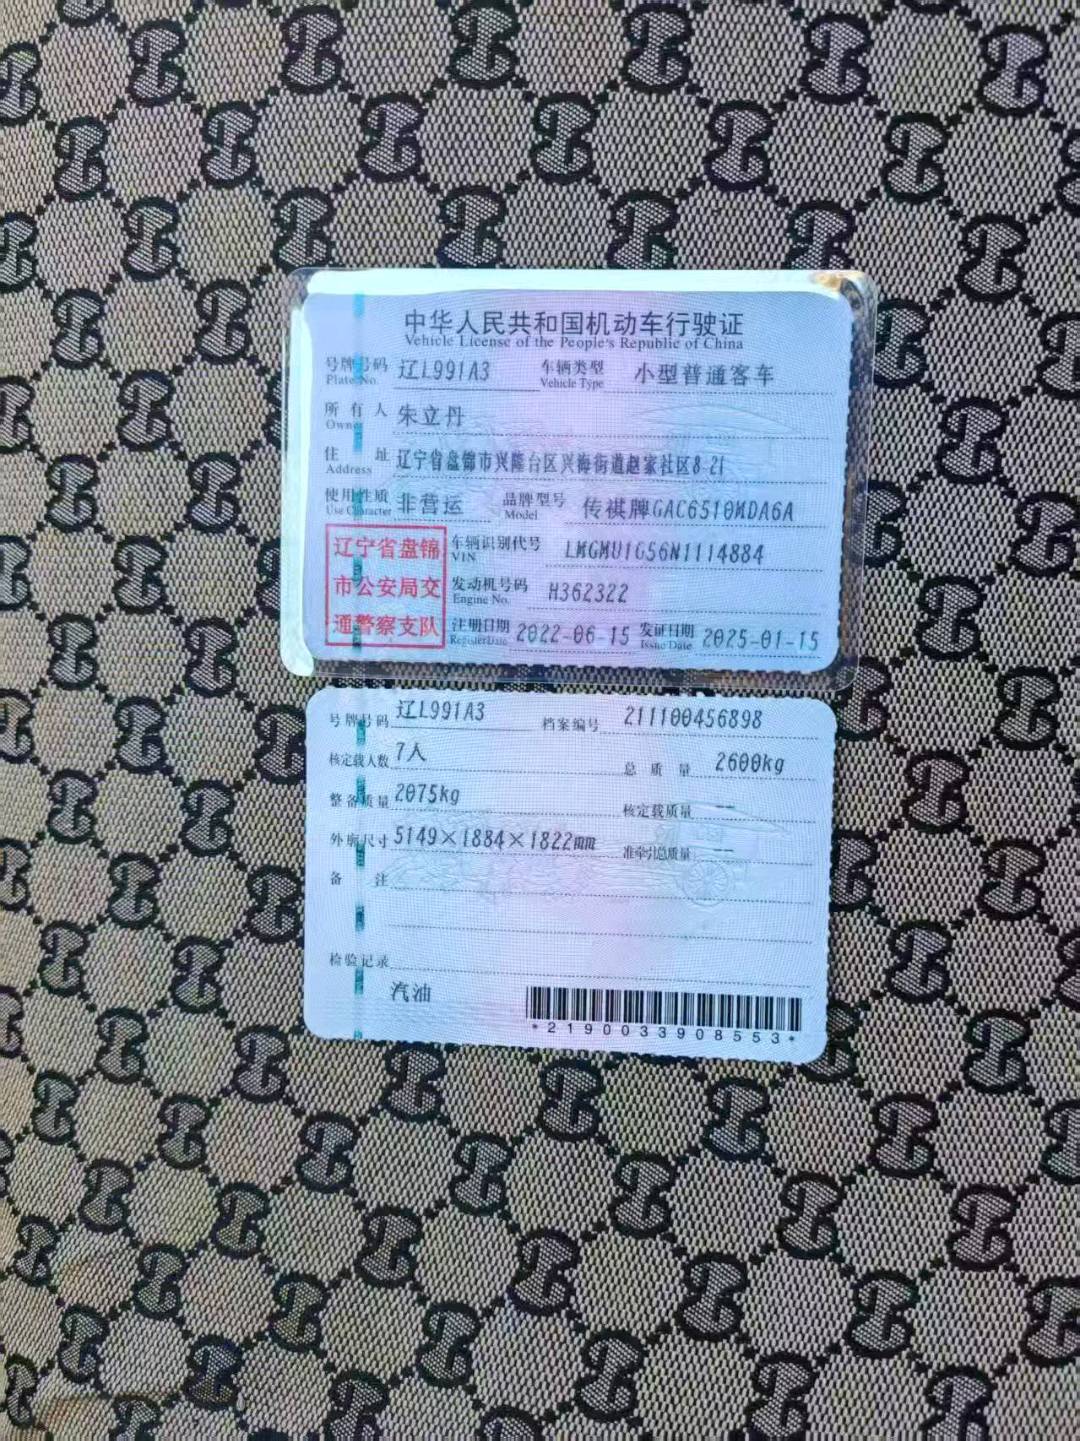 中华人民共和国机动车行驶证
Vehicle License of the People's Republic of China
号牌号码 辽L991A3 车辆类型 小型普通客车
Plate No. Vehicle Type
所有人 朱立丹
Owner
住址 辽宁省盘锦市兴隆台区兴海街道赵家社区8-21
Address
使用性质 非营运 品牌型号 传祺牌GAC6510MDA6A
Use Character Model
辽宁省盘锦
市公安局交
通警察支队
车辆识别代号 LMGMU1G56N1114884
VIN
发动机号码 H362322
Engine No.
注册日期 2022-06-15 发证日期 2025-01-15
Register Date Issue Date
号牌号码 辽L991A3 档案编号 211100456898
核定载人数 7人 总质量 2600kg
整备质量 2075kg 核定载质量 --
外廓尺寸 5149×1884×1822mm 准牵引总质量 --
备注
检验记录
汽油
*2190033908553*